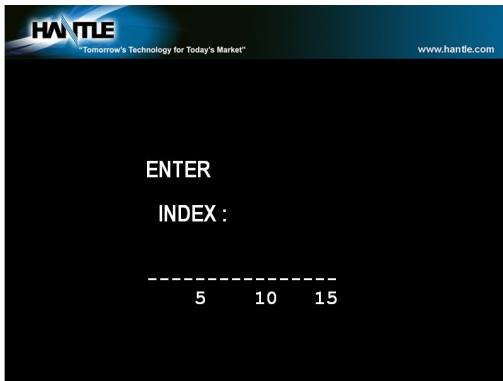 HANTLE
"Tomorrow's Technology for Today's Market" www.hantle.com
ENTER
INDEX :
----------------
5 10 15